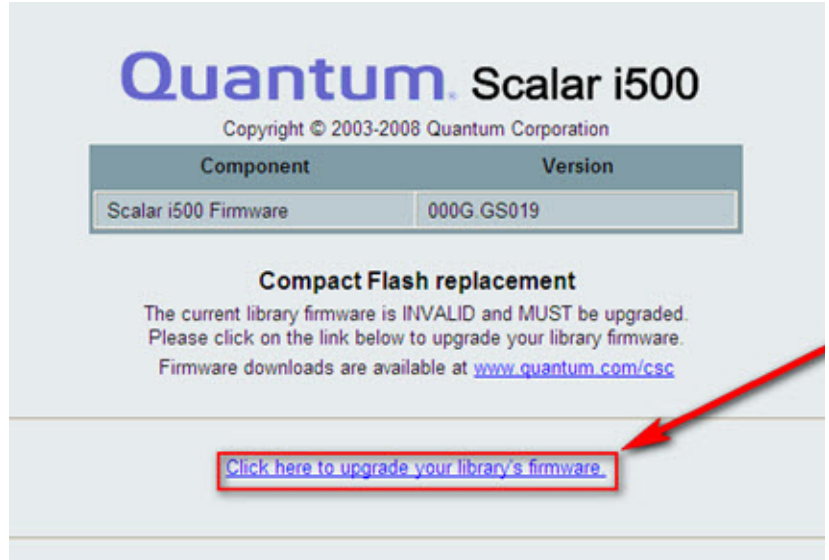 Quantum. Scalar i500
Copyright © 2003-2008 Quantum Corporation
Component Version
Scalar i500 Firmware 000G.GS019
Compact Flash replacement
The current library firmware is INVALID and MUST be upgraded.
Please click on the link below to upgrade your library firmware.
Firmware downloads are available at www.quantum.com/csc
Click here to upgrade your library's firmware.